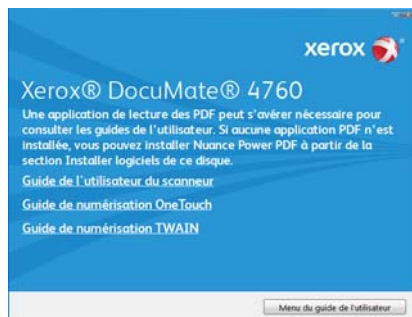 xerox
Xerox® DocuMate® 4760
Une application de lecture des PDF peut s'avérer nécessaire pour
consulter les guides de l'utilisateur. Si aucune application PDF n'est
installée, vous pouvez installer Nuance Power PDF à partir de la
section Installer logiciels de ce disque.
Guide de l'utilisateur du scanneur
Guide de numérisation OneTouch
Guide de numérisation TWAIN
Menu du guide de l'utilisateur